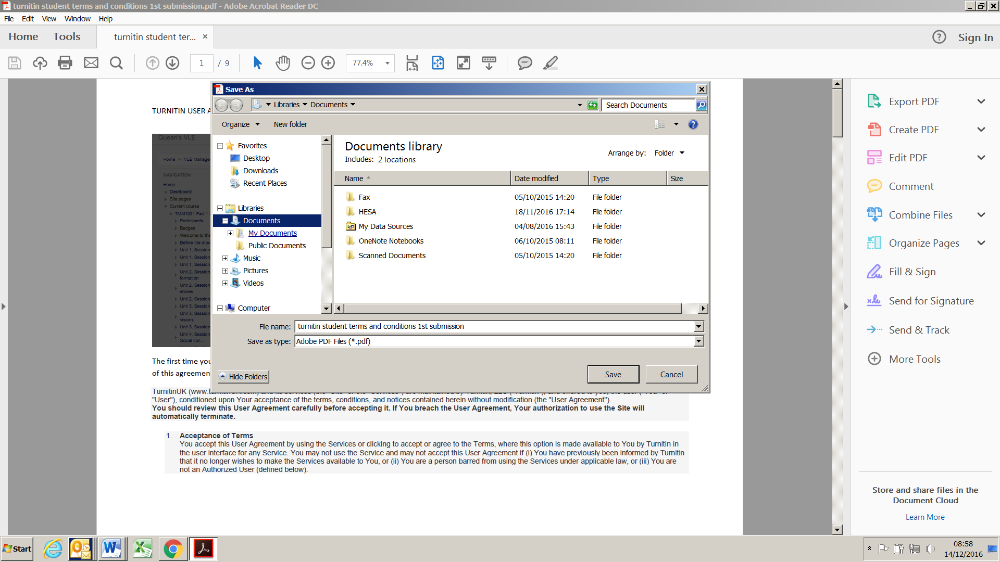 turnitin student terms and conditions 1st submission.pdf - Adobe Acrobat Reader DC
File Edit View Window Help
Home Tools turnitin student ter... × ? Sign In
1 / 9 77.4%
TURNITIN USER A
Queen's VLE
Home VLE Manage
NAVIGATION
Home
Dashboard
Site pages
Current course
TMM1031 Part 1
Participants
Badges
Welcome to the
Before the mod
Unit 1. Session
Unit 1. Session
Unit 1. Session
Unit 2. Session
formation
Unit 2. Session
stories
Unit 2. Session
Unit 3. Session
Unit 3. Session
visions
Unit 3. Session
Unit 4. Session
Social con...
Save As
Libraries Documents Search Documents
Organize New folder
Favorites
Desktop
Downloads
Recent Places
Libraries
Documents
My Documents
Public Documents
Music
Pictures
Videos
Computer
Documents library
Includes: 2 locations
Arrange by: Folder
Name Date modified Type Size
Fax 05/10/2015 14:20 File folder
HESA 18/11/2016 17:14 File folder
My Data Sources 04/08/2016 15:43 File folder
OneNote Notebooks 06/10/2015 08:11 File folder
Scanned Documents 05/10/2015 14:20 File folder
File name: turnitin student terms and conditions 1st submission
Save as type: Adobe PDF Files (*.pdf)
Hide Folders Save Cancel
The first time you
of this agreemen
TurnitinUK (www.
"User"), conditioned upon Your acceptance of the terms, conditions, and notices contained herein without modification (the "User Agreement").
You should review this User Agreement carefully before accepting it. If You breach the User Agreement, Your authorization to use the Site will
automatically terminate.
1. Acceptance of Terms
You accept this User Agreement by using the Services or clicking to accept or agree to the Terms, where this option is made available to You by Turnitin in
the user interface for any Service. You may not use the Service and may not accept this User Agreement if (i) You have previously been informed by Turnitin
that it no longer wishes to make the Services available to You, or (ii) You are a person barred from using the Services under applicable law, or (iii) You are
not an Authorized User (defined below).
Export PDF
Create PDF
Edit PDF
Comment
Combine Files
Organize Pages
Fill & Sign
Send for Signature
Send & Track
More Tools
Store and share files in the
Document Cloud
Learn More
Start
08:58
14/12/2016